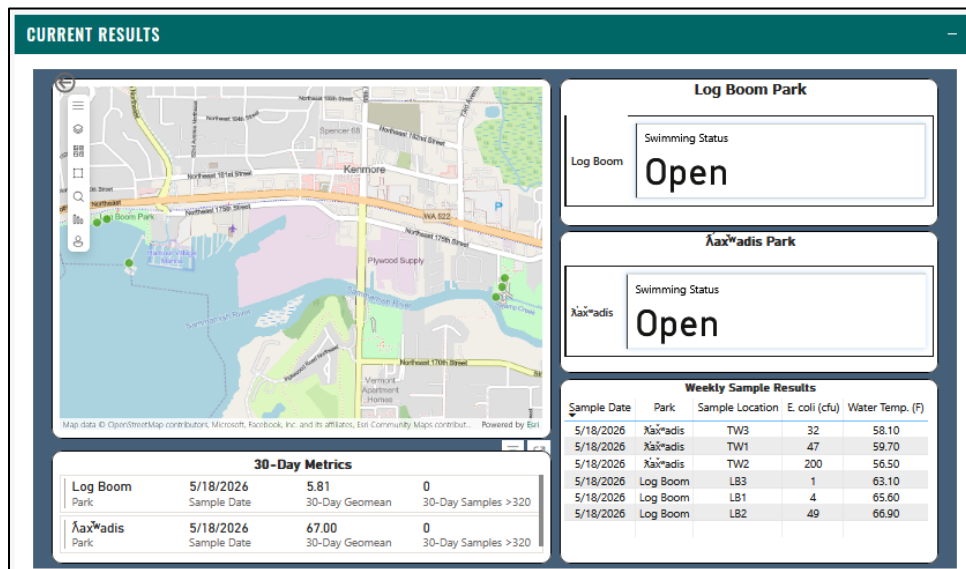 CURRENT RESULTS
Northeast 192nd Street
Spencer 68
Kenmore
Northeast 181st Street
Northeast
Northeast 175th Street
WA 522
Log Boom Park
Harbour Village
Marina
P
Northeast 175th Street
Plywood Supply
Sammamish River
Sammamish River
Swamp Creek
Northeast 170th Street
Vermont
Apartment
Homes
Map data © OpenStreetMap contributors, Microsoft, Facebook, Inc. and its affiliates, Esri Community Maps contribut... Powered by Esri
30-Day Metrics
Log Boom 5/18/2026 5.81 0
Park Sample Date 30-Day Geomean 30-Day Samples >320
ƛ̕ax̌ʷadis 5/18/2026 67.00 0
Park Sample Date 30-Day Geomean 30-Day Samples >320
Log Boom Park
Swimming Status
Log Boom
Open
ƛ̕ax̌ʷadis Park
Swimming Status
ƛ̕ax̌ʷadis
Open
Weekly Sample Results
Sample Date Park Sample Location E. coli (cfu) Water Temp. (F)
5/18/2026 ƛ̕ax̌ʷadis TW3 32 58.10
5/18/2026 ƛ̕ax̌ʷadis TW1 47 59.70
5/18/2026 ƛ̕ax̌ʷadis TW2 200 56.50
5/18/2026 Log Boom LB3 1 63.10
5/18/2026 Log Boom LB1 4 65.60
5/18/2026 Log Boom LB2 49 66.90